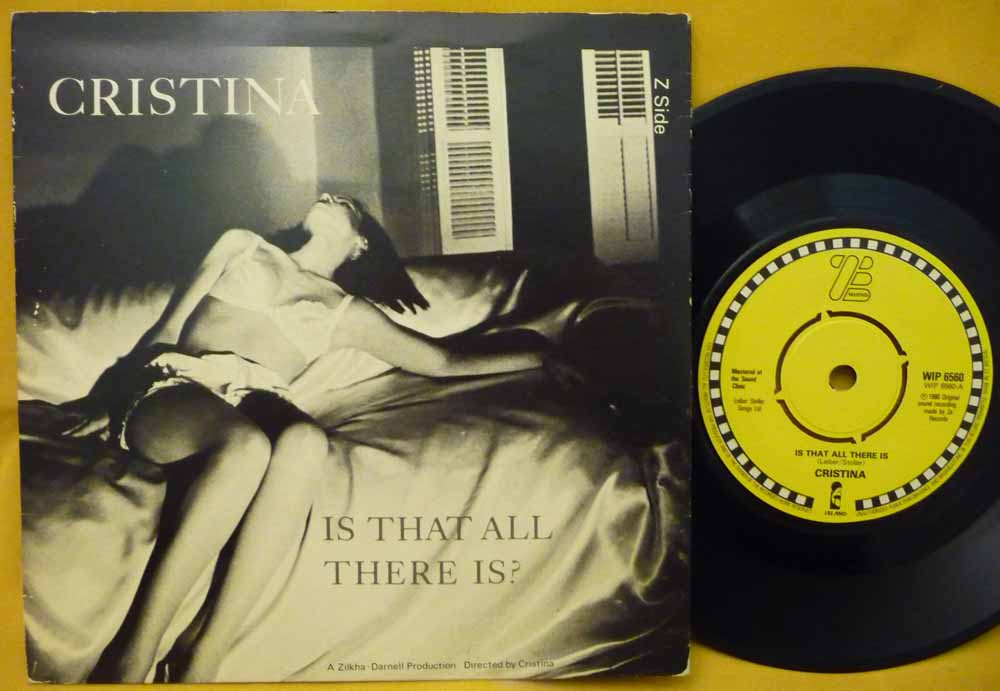 CRISTINA
Z Side
IS THAT ALL
THERE IS?
A Zilkha-Darnell Production Directed by Cristina
ZE
Mastered at
the Sound
Clinic
Leiber Stoller
Songs Ltd
WIP 6560
WIP 6560-A
℗ 1980 Original
sound recording
made by Ze
Records
IS THAT ALL THERE IS
(Leiber/Stoller)
CRISTINA
ISLAND